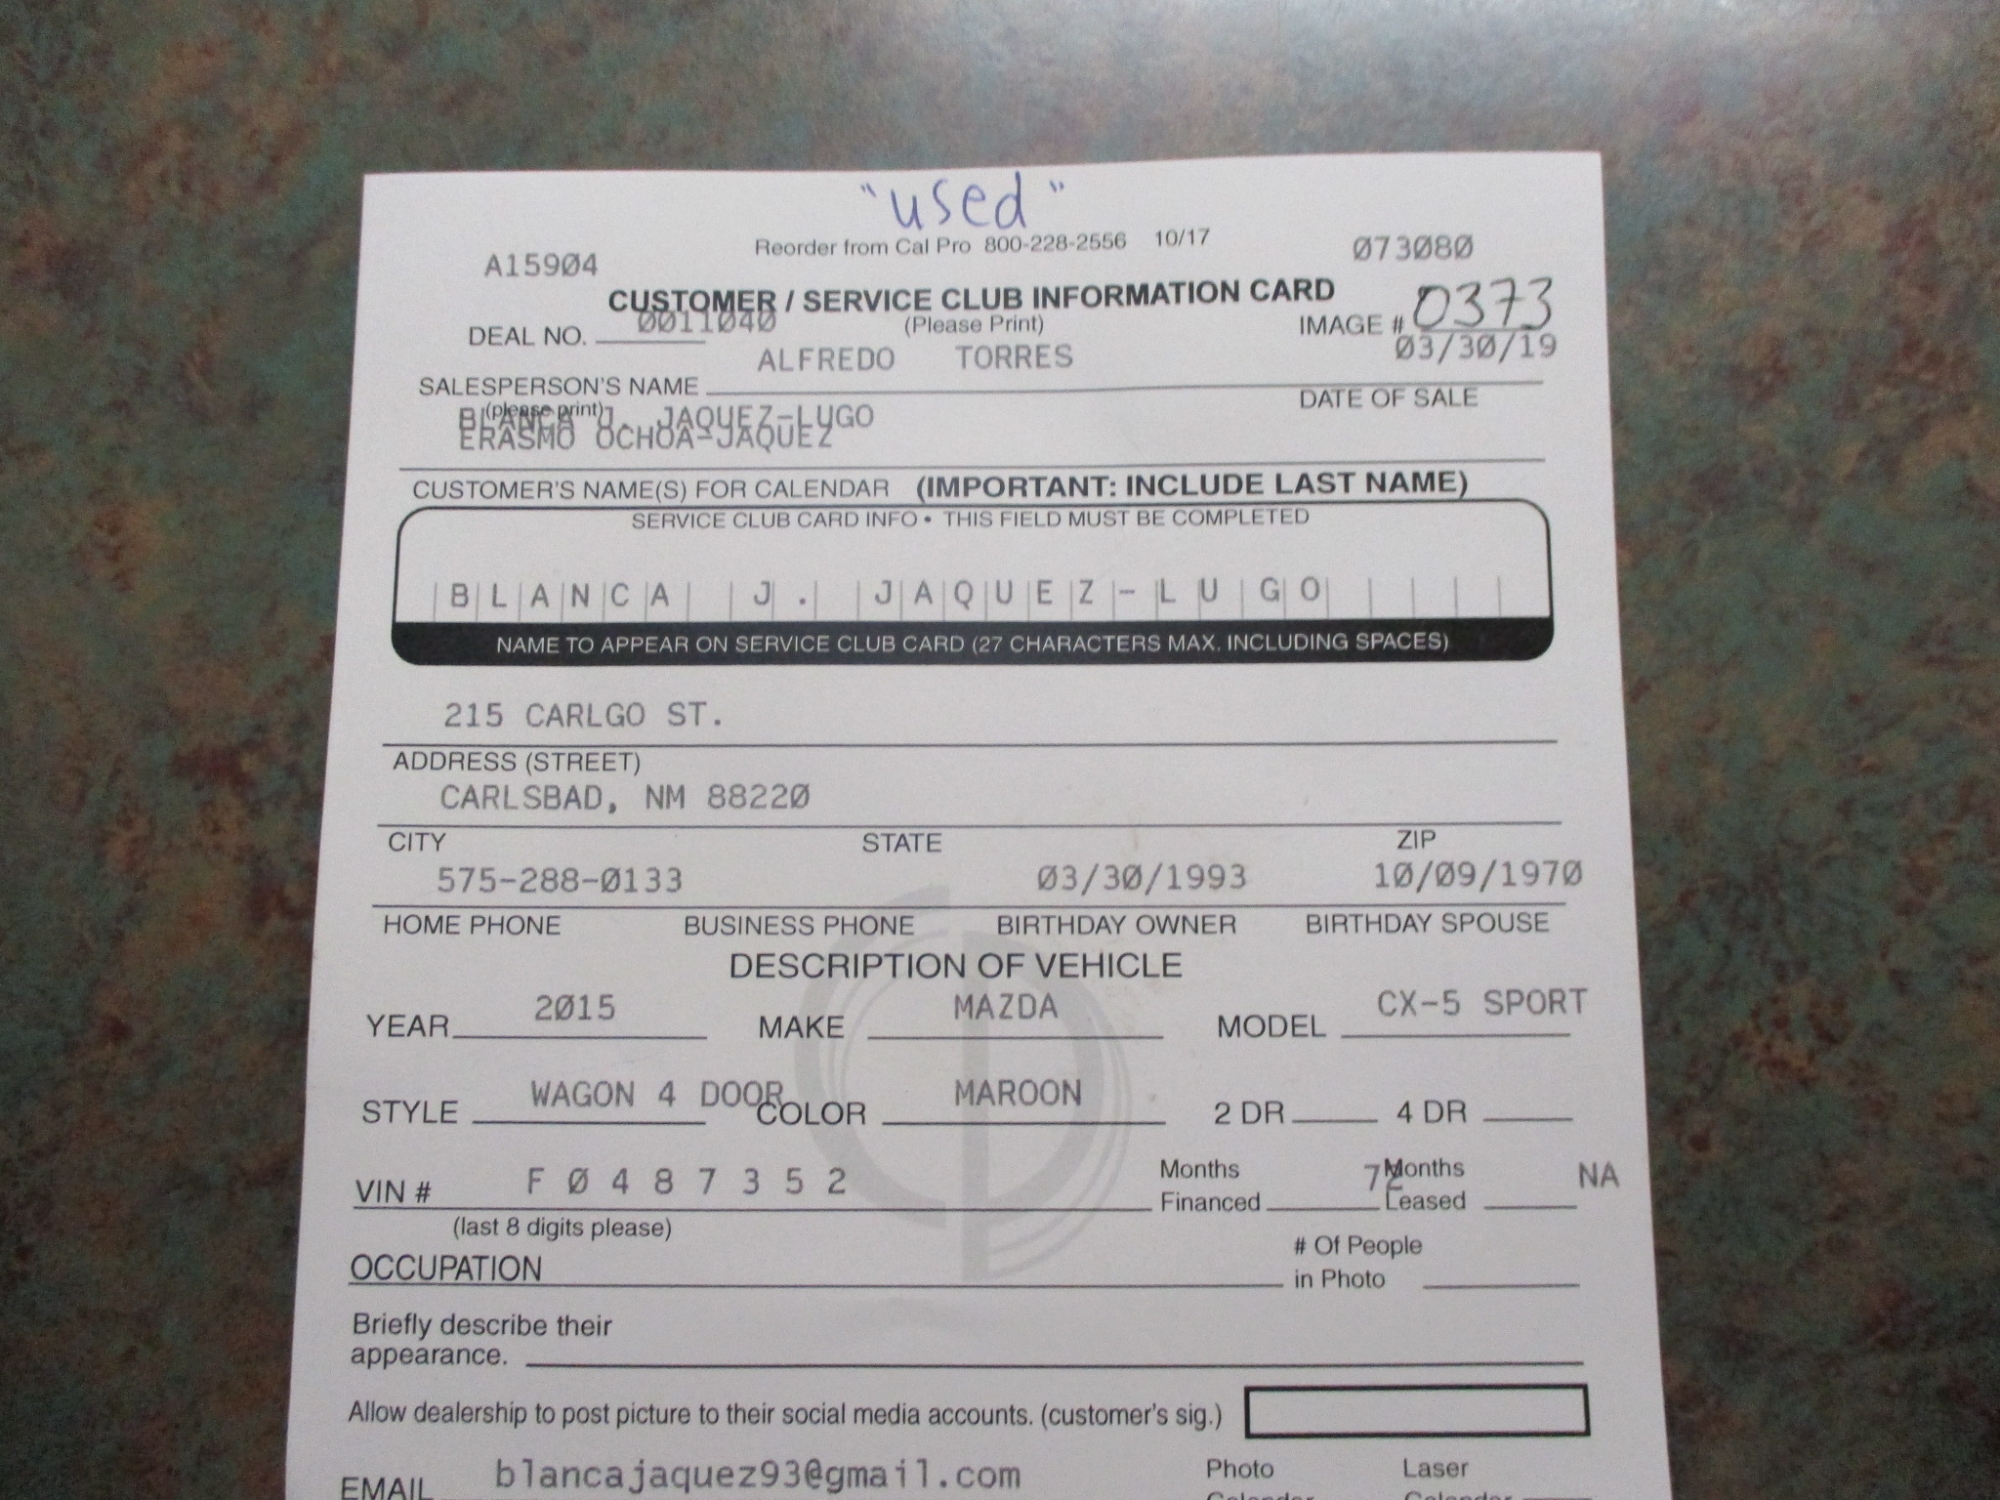 "used"
Reorder from Cal Pro 800-228-2556 10/17
A15904 073080
CUSTOMER / SERVICE CLUB INFORMATION CARD
DEAL NO. 0011040 (Please Print) IMAGE # 0373
ALFREDO TORRES 03/30/19
SALESPERSON'S NAME DATE OF SALE
(please print)
BLANCA J. JAQUEZ-LUGO
ERASMO OCHOA-JAQUEZ
CUSTOMER'S NAME(S) FOR CALENDAR (IMPORTANT: INCLUDE LAST NAME)
SERVICE CLUB CARD INFO • THIS FIELD MUST BE COMPLETED
BLANCA J. JAQUEZ-LUGO
NAME TO APPEAR ON SERVICE CLUB CARD (27 CHARACTERS MAX. INCLUDING SPACES)
215 CARLGO ST.
ADDRESS (STREET)
CARLSBAD, NM 88220
CITY STATE ZIP
575-288-0133 03/30/1993 10/09/1970
HOME PHONE BUSINESS PHONE BIRTHDAY OWNER BIRTHDAY SPOUSE
DESCRIPTION OF VEHICLE
YEAR 2015 MAKE MAZDA MODEL CX-5 SPORT
STYLE WAGON 4 DOOR COLOR MAROON 2 DR 4 DR
VIN # F0487352 Months Financed 72 Months Leased NA
(last 8 digits please)
OCCUPATION # Of People in Photo
Briefly describe their
appearance.
Allow dealership to post picture to their social media accounts. (customer's sig.)
EMAIL blancajaquez93@gmail.com Photo Laser
Calendar Calendar